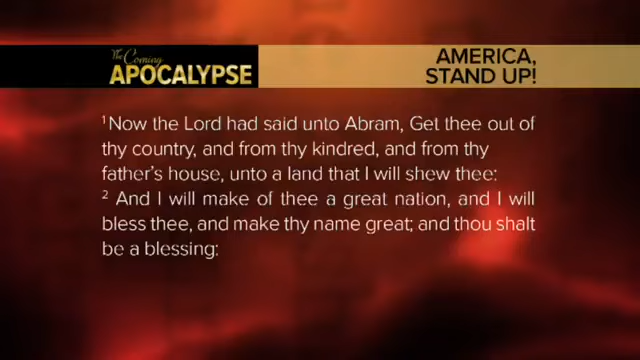 The Coming
APOCALYPSE
AMERICA,
STAND UP!
¹Now the Lord had said unto Abram, Get thee out of
thy country, and from thy kindred, and from thy
father's house, unto a land that I will shew thee:
² And I will make of thee a great nation, and I will
bless thee, and make thy name great; and thou shalt
be a blessing: